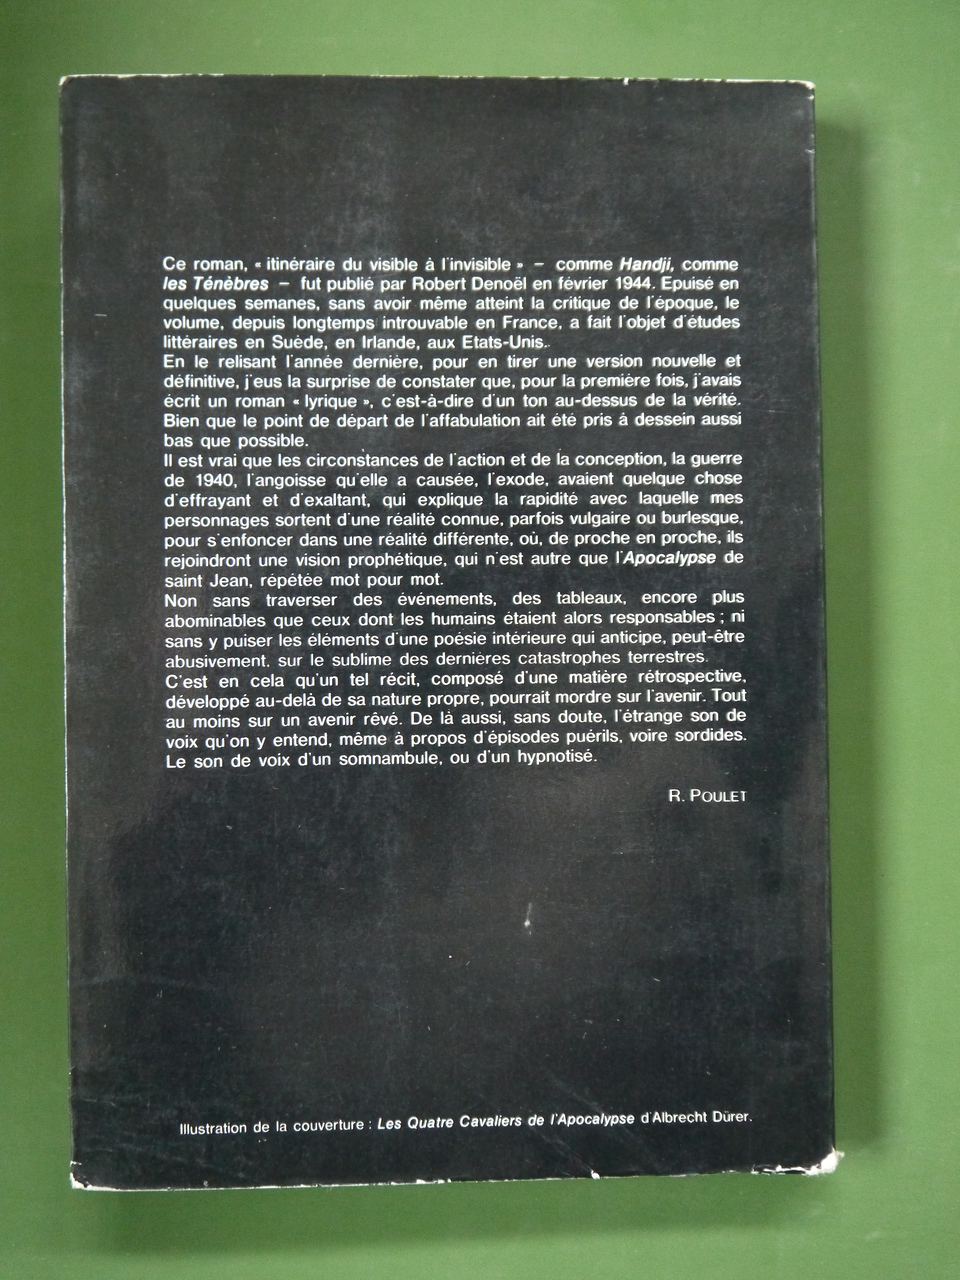 Ce roman, « itinéraire du visible à l'invisible » – comme Handji, comme
les Ténèbres – fut publié par Robert Denoël en février 1944. Epuisé en
quelques semaines, sans avoir même atteint la critique de l'époque, le
volume, depuis longtemps introuvable en France, a fait l'objet d'études
littéraires en Suède, en Irlande, aux Etats-Unis..
En le relisant l'année dernière, pour en tirer une version nouvelle et
définitive, j'eus la surprise de constater que, pour la première fois, j'avais
écrit un roman « lyrique », c'est-à-dire d'un ton au-dessus de la vérité.
Bien que le point de départ de l'affabulation ait été pris à dessein aussi
bas que possible.
Il est vrai que les circonstances de l'action et de la conception, la guerre
de 1940, l'angoisse qu'elle a causée, l'exode, avaient quelque chose
d'effrayant et d'exaltant, qui explique la rapidité avec laquelle mes
personnages sortent d'une réalité connue, parfois vulgaire ou burlesque,
pour s'enfoncer dans une réalité différente, où, de proche en proche, ils
rejoindront une vision prophétique, qui n'est autre que l'Apocalypse de
saint Jean, répétée mot pour mot.
Non sans traverser des événements, des tableaux, encore plus
abominables que ceux dont les humains étaient alors responsables ; ni
sans y puiser les éléments d'une poésie intérieure qui anticipe, peut-être
abusivement, sur le sublime des dernières catastrophes terrestres.
C'est en cela qu'un tel récit, composé d'une matière rétrospective,
développé au-delà de sa nature propre, pourrait mordre sur l'avenir. Tout
au moins sur un avenir rêvé. De là aussi, sans doute, l'étrange son de
voix qu'on y entend, même à propos d'épisodes puérils, voire sordides.
Le son de voix d'un somnambule, ou d'un hypnotisé.
R. POULET
Illustration de la couverture : Les Quatre Cavaliers de l'Apocalypse d'Albrecht Dürer.